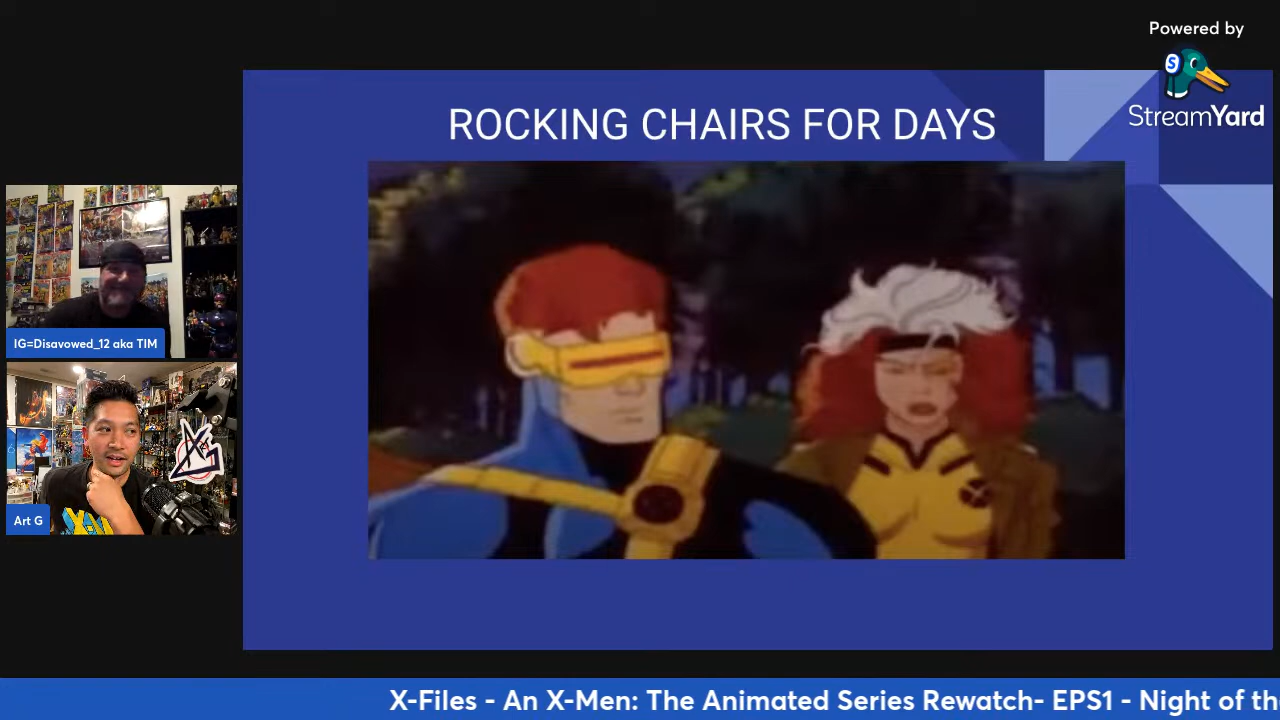 Powered by
StreamYard
ROCKING CHAIRS FOR DAYS
IG=Disavowed_12 aka TIM
Art G
X-Files - An X-Men: The Animated Series Rewatch- EPS1 - Night of th